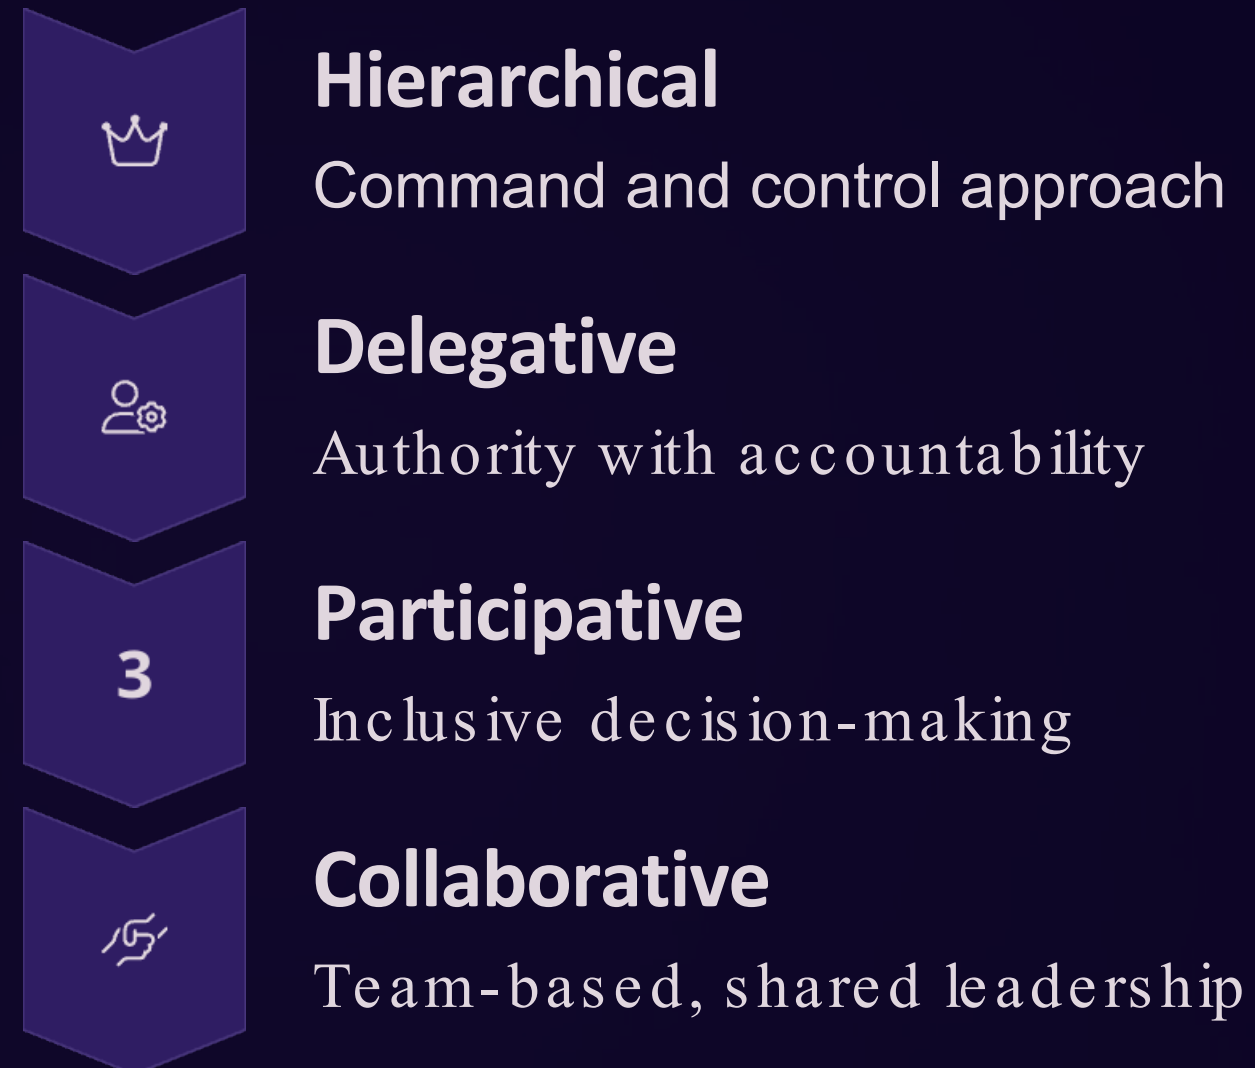 Hierarchical
Command and control approach
Delegative
Authority with accountability
3
Participative
Inclusive decision-making
Collaborative
Team-based, shared leadership